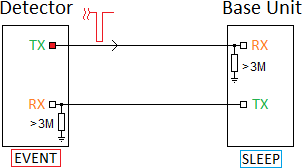 Detector
Base Unit
TX
RX
>3M
RX
>3M
TX
EVENT
SLEEP